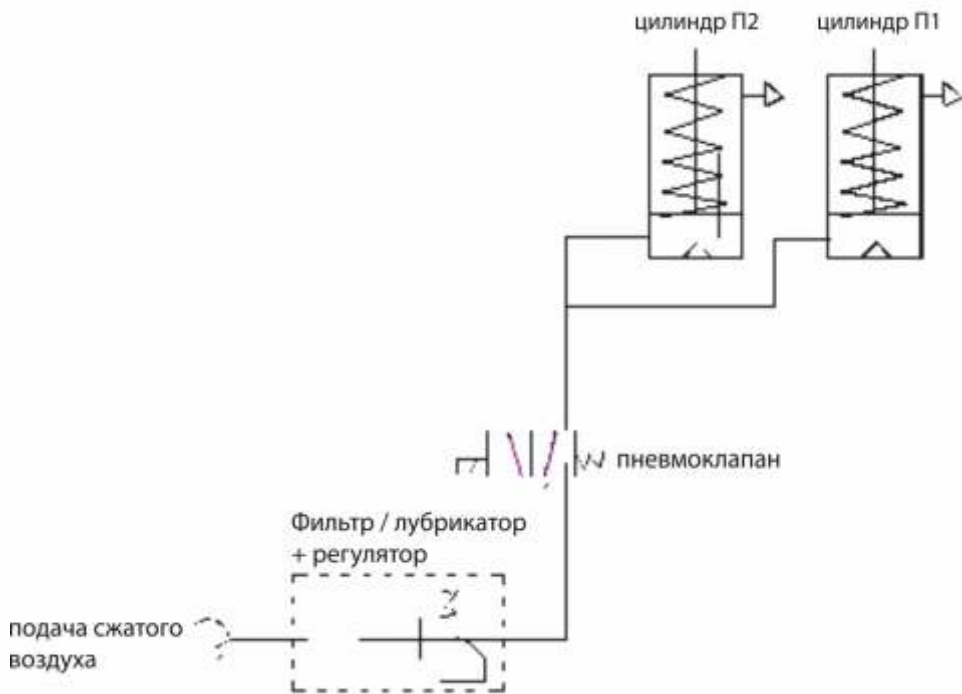 цилиндр П2
цилиндр П1
пневмоклапан
Фильтр / лубрикатор
+ регулятор
подача сжатого
воздуха